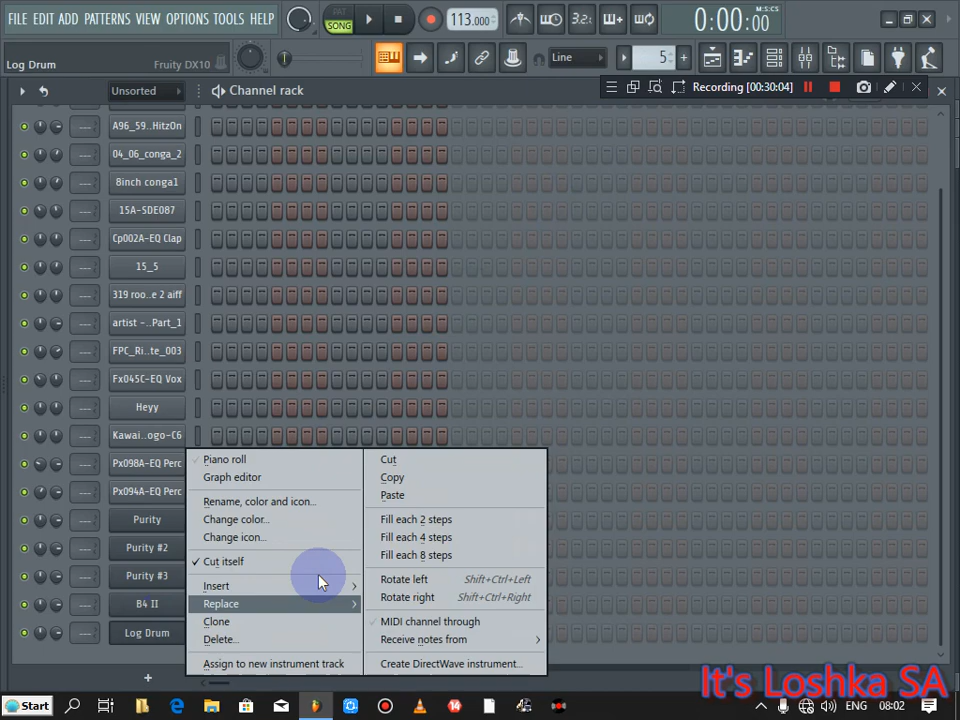 FILE EDIT ADD PATTERNS VIEW OPTIONS TOOLS HELP
PAT
SONG
113.000
3.2
0:00:00
M:S:CS
Log Drum
Fruity DX10
Line
5
Recording [00:30:04]
Unsorted
Channel rack
A96_59..HitzOn
04_06_conga_2
8inch conga1
15A-SDE087
Cp002A-EQ Clap
15_5
319 roo..e 2 aiff
artist -..Part_1
FPC_Ri..te_003
Fx045C-EQ Vox
Heyy
Kawai..ogo-C6
Px098A-EQ Perc
Px094A-EQ Perc
Purity
Purity #2
Purity #3
B4 II
Log Drum
Piano roll
Graph editor
Rename, color and icon...
Change color...
Change icon...
Cut itself
Insert
Replace
Clone
Delete...
Assign to new instrument track
Cut
Copy
Paste
Fill each 2 steps
Fill each 4 steps
Fill each 8 steps
Rotate left Shift+Ctrl+Left
Rotate right Shift+Ctrl+Right
MIDI channel through
Receive notes from
Create DirectWave instrument...
It's Loshka SA
Start
14
ENG
08:02